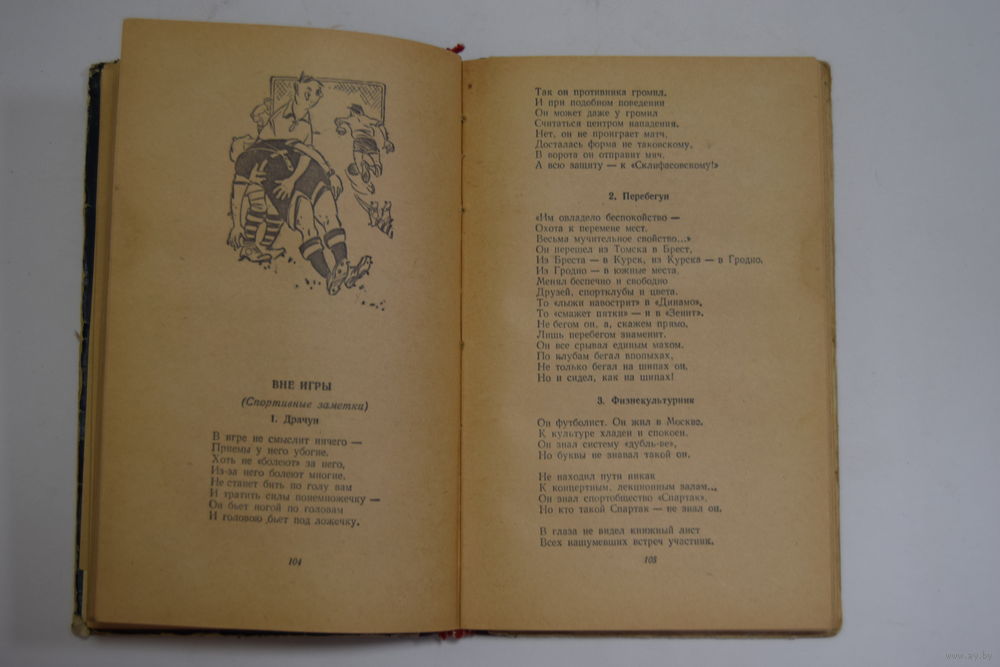 ВНЕ ИГРЫ
(Спортивные заметки)
1. Драчун
В игре не смыслит ничего —
Приемы у него убогие.
Хоть не «болеют» за него,
Из-за него болеют многие.
Не станет бить по голу вам
И тратить силы понемножечку —
Он бьет ногой по головам
И головою бьет под ложечку.
104
Так он противника громил.
И при подобном поведении
Он может даже у громил
Считаться центром нападения.
Нет, он не проиграет матч,
Досталась форма не таковскому,
В ворота он отправит мяч,
А всю защиту — к «Склифасовскому!»
2. Перебегун
«Им овладело беспокойство —
Охота к перемене мест.
Весьма мучительное свойство...»
Он перешел из Томска в Брест,
Из Бреста — в Курск, из Курска — в Гродно,
Из Гродно — в южные места.
Менял беспечно и свободно
Друзей, спортклубы и цвета.
То «лыжи навострит» в «Динамо»,
То «смажет пятки» — и в «Зенит».
Не бегом он, а, скажем прямо,
Лишь перебегом знаменит.
Он все срывал единым махом,
По клубам бегал впопыхах,
Не только бегал на шипах он,
Но и сидел, как на шипах!
3. Физнекультурник
Он футболист. Он жил в Москве.
К культуре хладен и спокоен.
Он знал систему «дубль-ве»,
Но буквы не знавал такой он.
Не находил пути никак
К концертным, лекционным залам...
Он знал спортобщество «Спартак»,
Но кто такой Спартак — не знал он.
В глаза не видел книжный лист
Всех нашумевших встреч участник.
105
www.ay.by